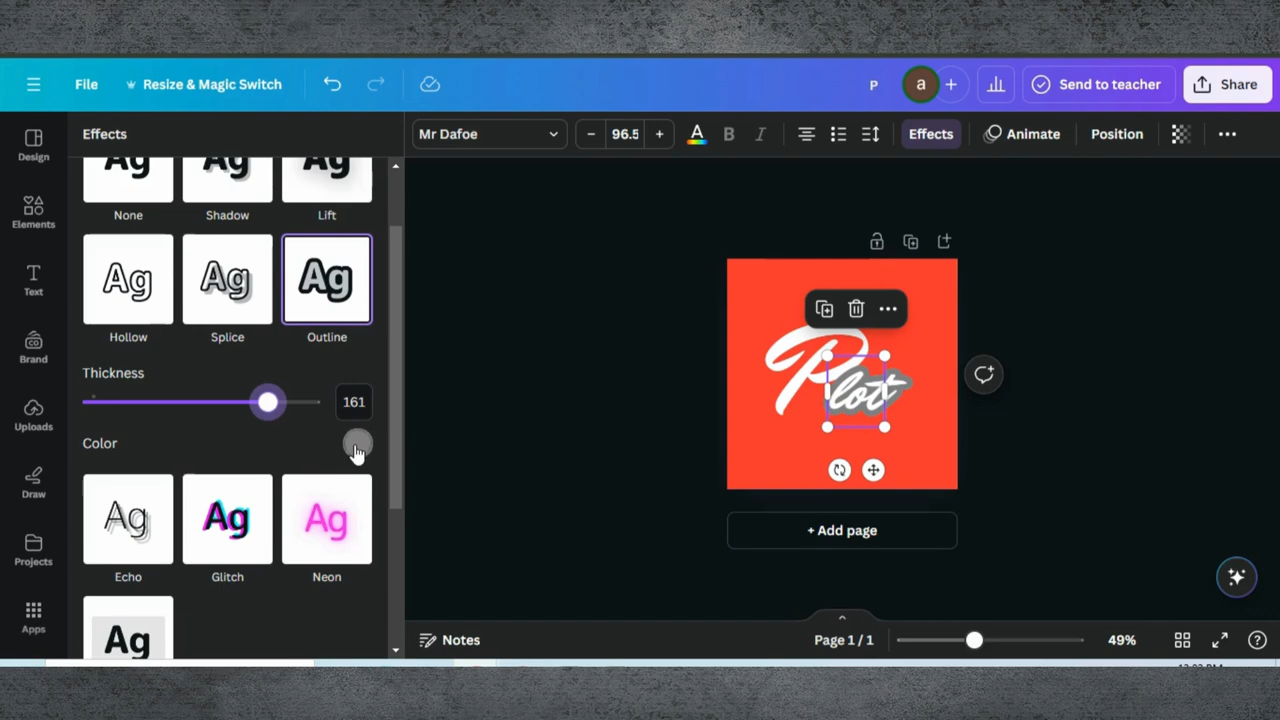 File
Resize & Magic Switch
P
a
Send to teacher
Share
Effects
Mr Dafoe
96.5
A
B
I
Effects
Animate
Position
Design
Elements
Text
Brand
Uploads
Draw
Projects
Apps
Ag
Ag
Ag
None
Shadow
Lift
Ag
Ag
Ag
Hollow
Splice
Outline
Thickness
161
Color
Ag
Ag
Ag
Echo
Glitch
Neon
Ag
Plot
+ Add page
Notes
Page 1 / 1
49%